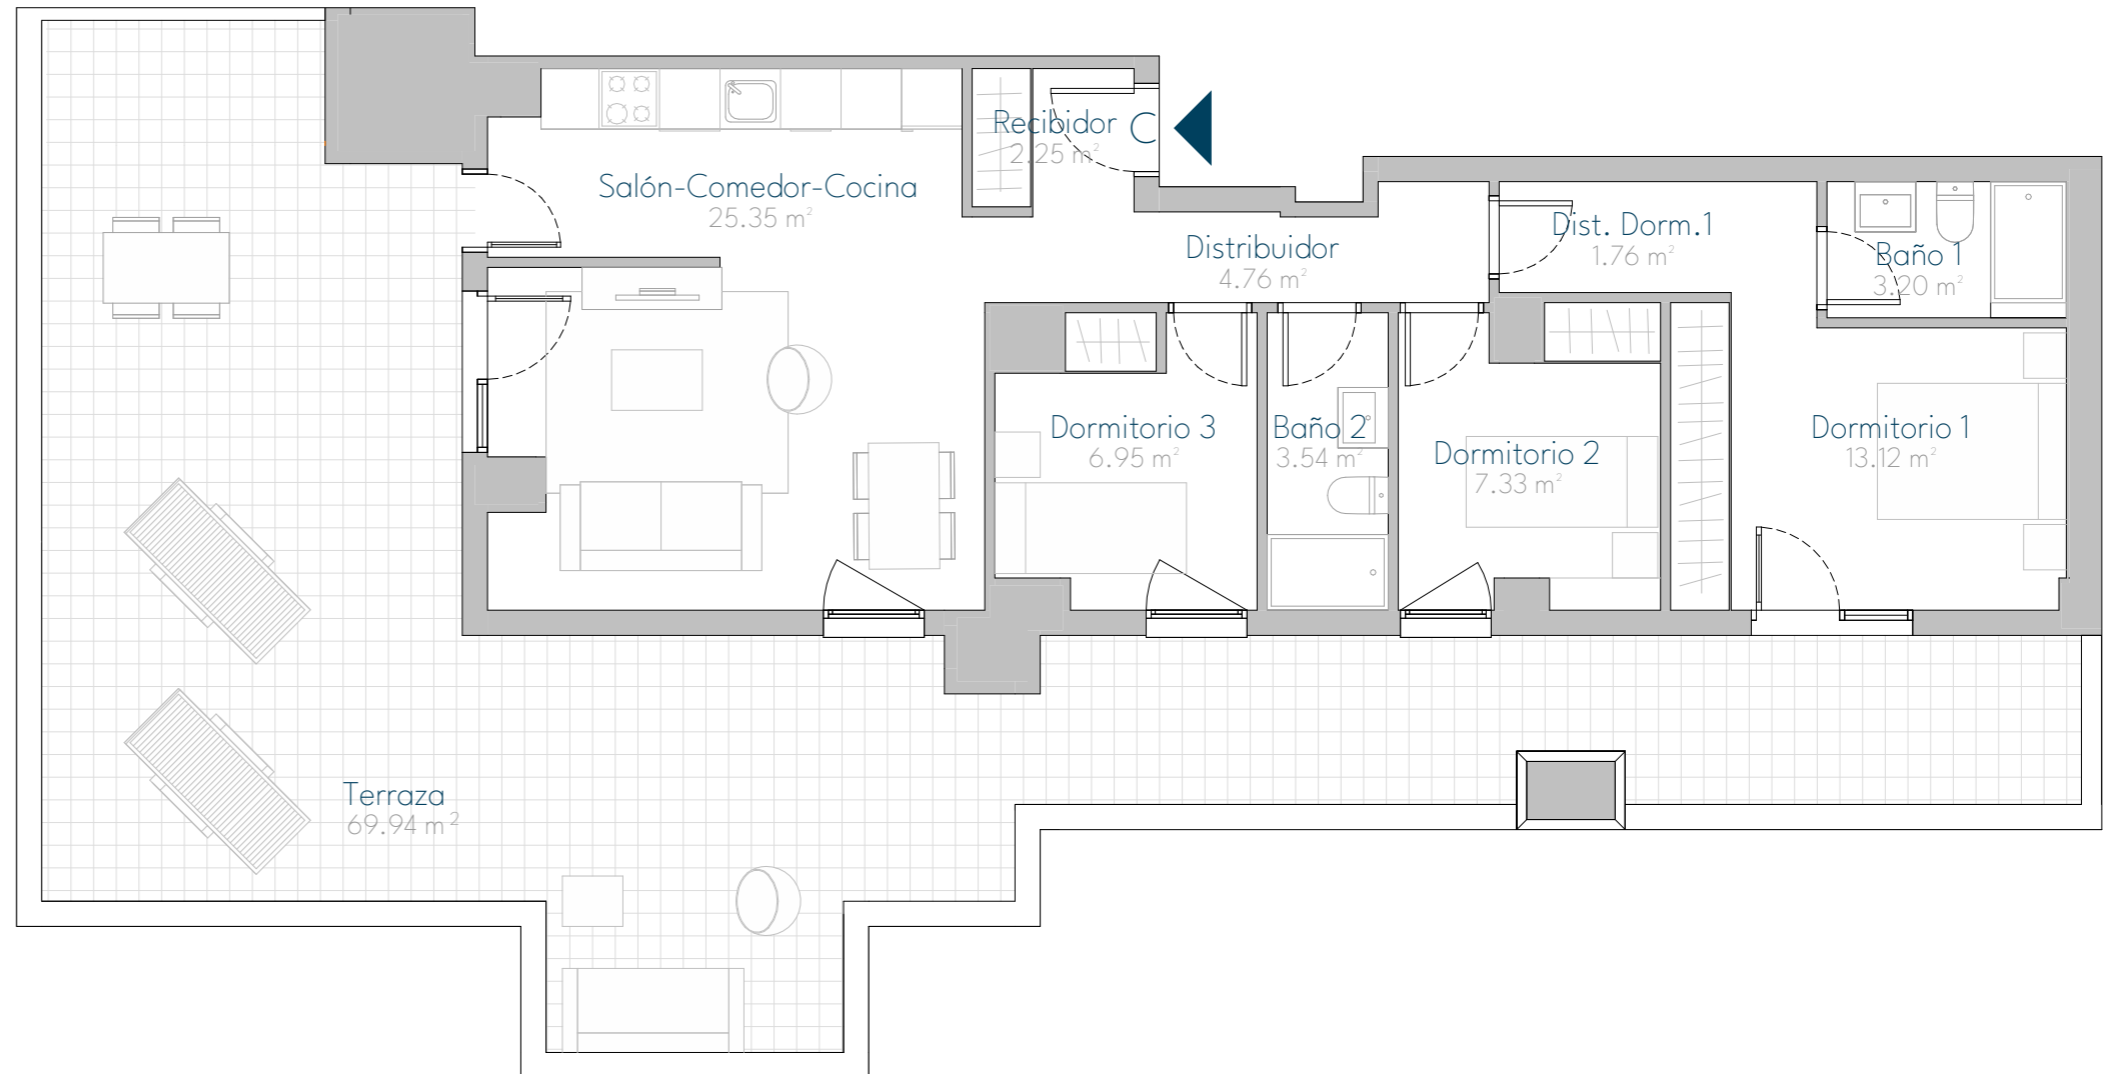 Recibidor
2.25 m²
C
Salón-Comedor-Cocina
25.35 m²
Distribuidor
4.76 m²
Dist. Dorm.1
1.76 m²
Baño 1
3.20 m²
Dormitorio 3
6.95 m²
Baño 2
3.54 m²
Dormitorio 2
7.33 m²
Dormitorio 1
13.12 m²
Terraza
69.94 m²